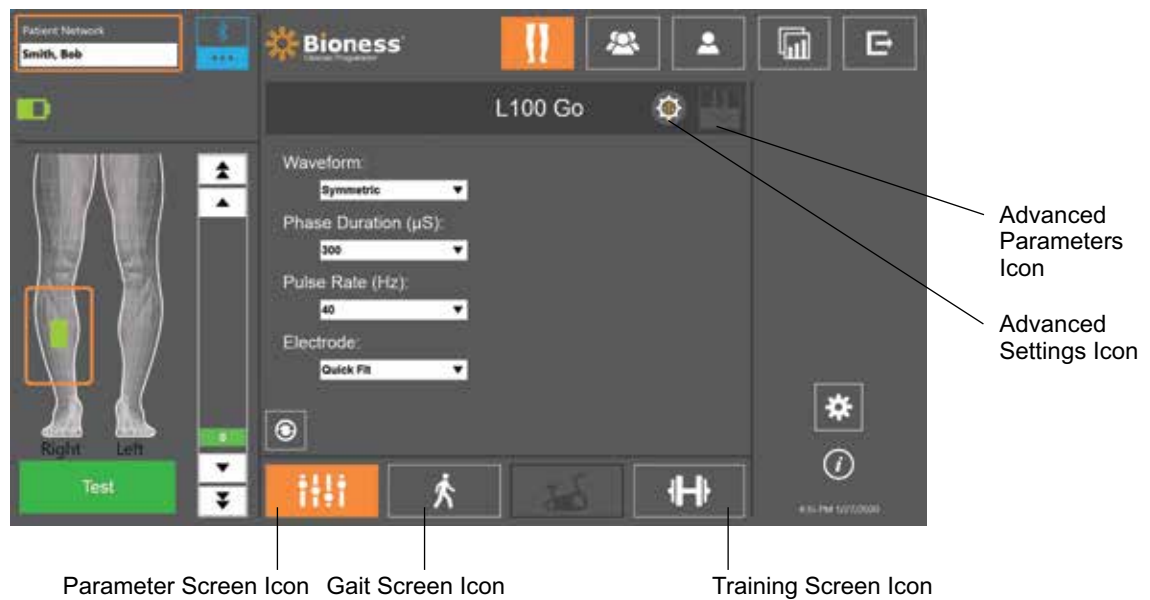 Patient Network
Smith, Bob
Bioness
L100 Go
Waveform:
Symmetric
Phase Duration (µS):
300
Pulse Rate (Hz):
40
Electrode:
Quick Fit
Right Left
0
Test
i
Advanced
Parameters
Icon
Advanced
Settings Icon
Parameter Screen Icon Gait Screen Icon Training Screen Icon